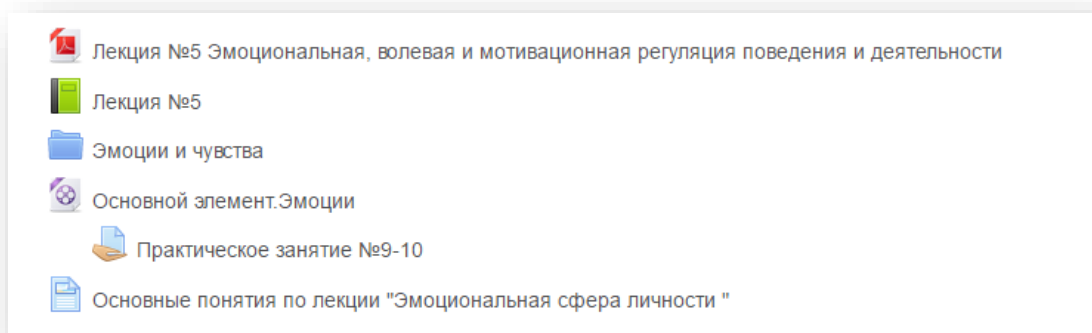 Лекция №5 Эмоциональная, волевая и мотивационная регуляция поведения и деятельности
Лекция №5
Эмоции и чувства
Основной элемент.Эмоции
Практическое занятие №9-10
Основные понятия по лекции "Эмоциональная сфера личности "